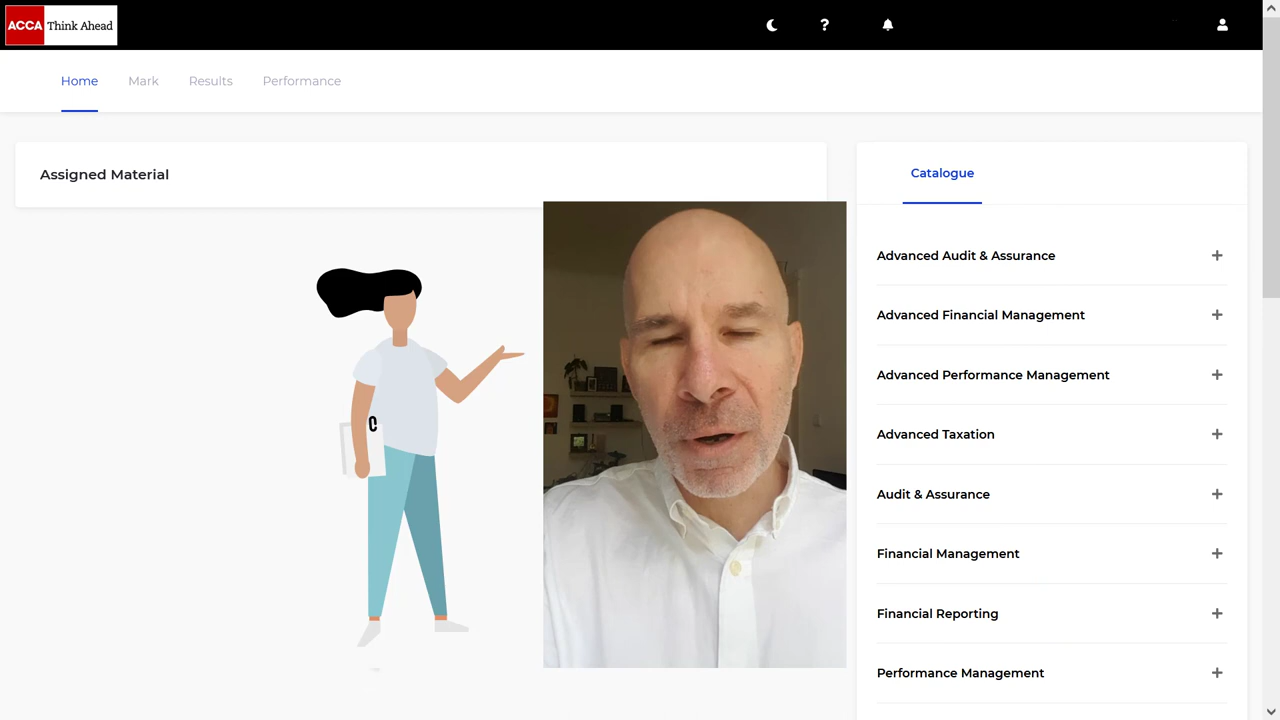 ACCA Think Ahead
Home Mark Results Performance
Assigned Material
Catalogue
Advanced Audit & Assurance
Advanced Financial Management
Advanced Performance Management
Advanced Taxation
Audit & Assurance
Financial Management
Financial Reporting
Performance Management